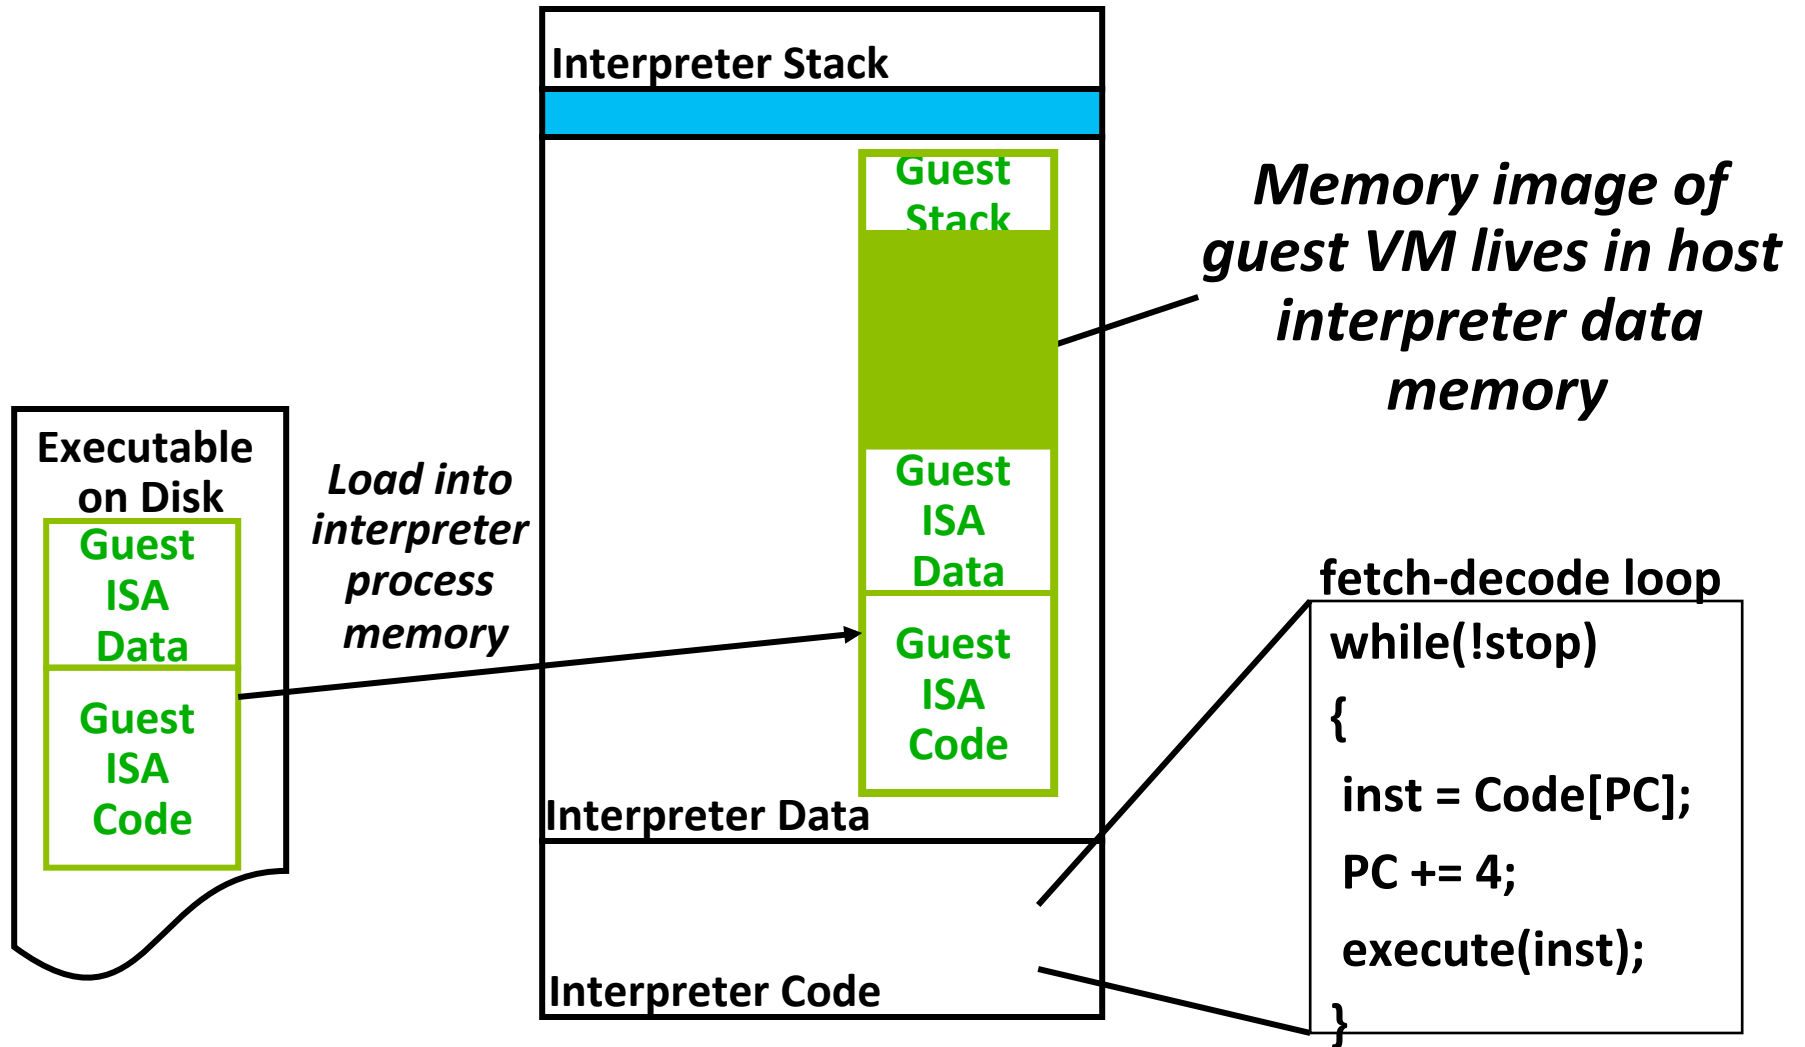 Interpreter Stack
Guest
Stack
Memory image of
guest VM lives in host
interpreter data
memory
Executable
on Disk
Guest
ISA
Data
Guest
ISA
Code
Load into
interpreter
process
memory
Guest
ISA
Data
Guest
ISA
Code
Interpreter Data
Interpreter Code
fetch-decode loop
while(!stop)
{
inst = Code[PC];
PC += 4;
execute(inst);
}